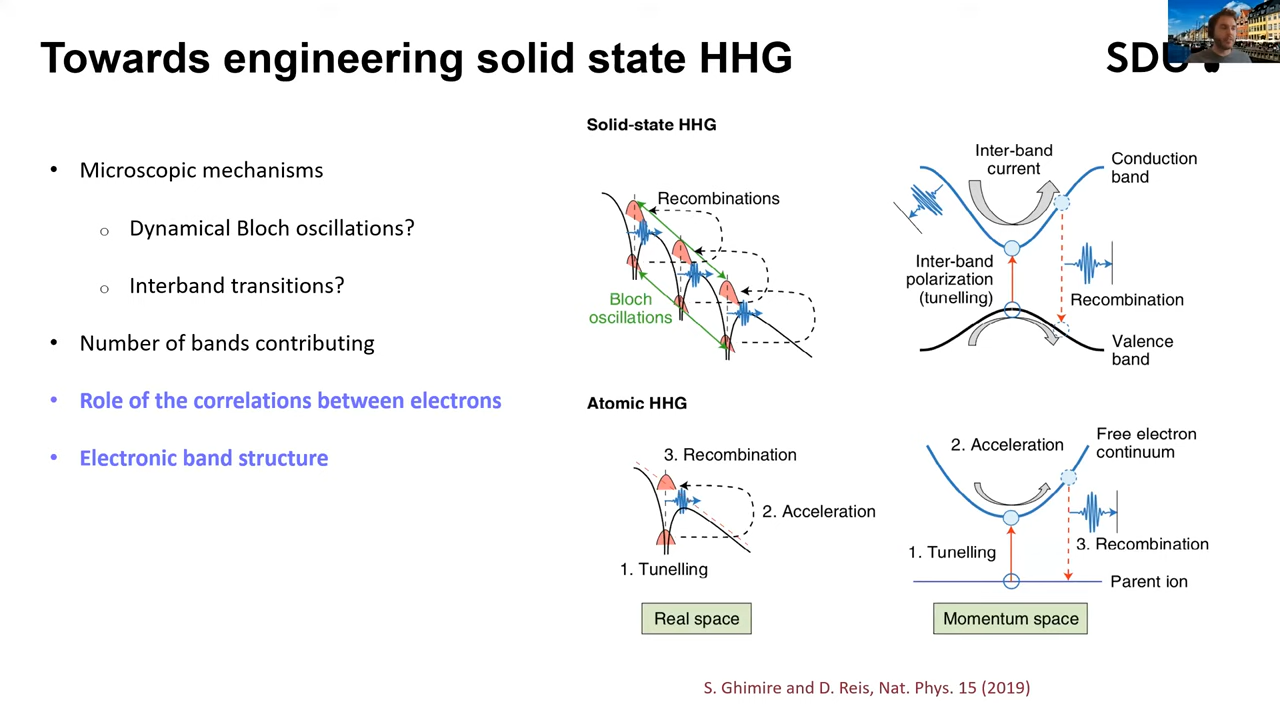 Towards engineering solid state HHG
SDU
• Microscopic mechanisms
o Dynamical Bloch oscillations?
o Interband transitions?
• Number of bands contributing
• Role of the correlations between electrons
• Electronic band structure
Solid-state HHG
Recombinations
Bloch
oscillations
Inter-band
current
Conduction
band
Inter-band
polarization
(tunelling)
Recombination
Valence
band
Atomic HHG
3. Recombination
2. Acceleration
1. Tunelling
Real space
2. Acceleration
Free electron
continuum
1. Tunelling
3. Recombination
Parent ion
Momentum space
S. Ghimire and D. Reis, Nat. Phys. 15 (2019)